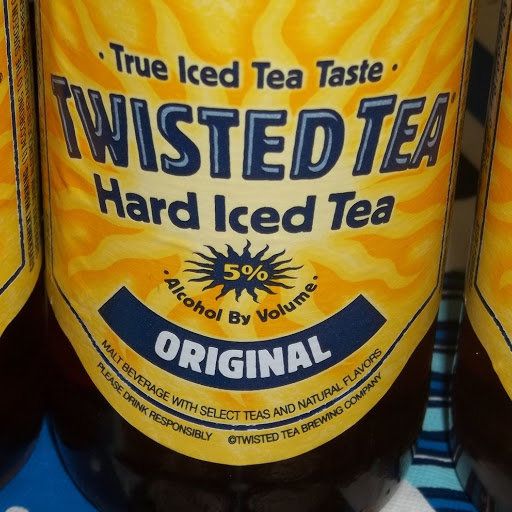 · True Iced Tea Taste ·
TWISTED TEA®
Hard Iced Tea
5%
· Alcohol By Volume ·
ORIGINAL
MALT BEVERAGE WITH SELECT TEAS AND NATURAL FLAVORS
PLEASE DRINK RESPONSIBLY ©TWISTED TEA BREWING COMPANY